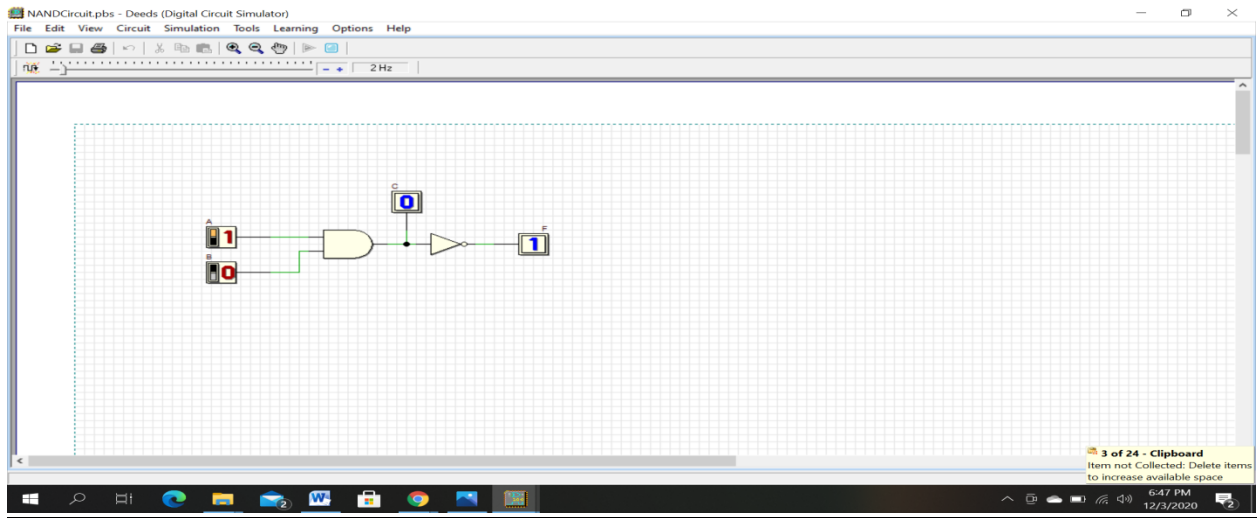 NANDCircuit.pbs - Deeds (Digital Circuit Simulator)
File Edit View Circuit Simulation Tools Learning Options Help
- + 2 Hz
C
0
A
1
F
1
B
0
3 of 24 - Clipboard
Item not Collected: Delete items
to increase available space
W
2
6:47 PM
12/3/2020
2